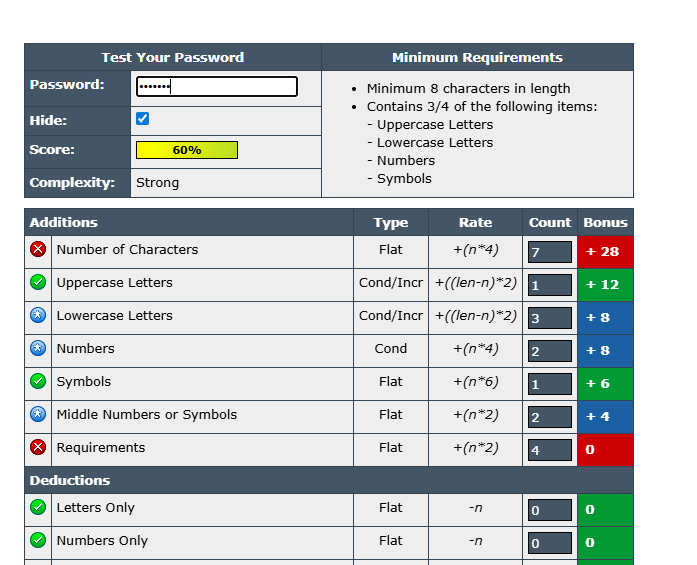 Test Your Password Minimum Requirements
Password: •••••••
Hide:
Score: 60%
Complexity: Strong
• Minimum 8 characters in length
• Contains 3/4 of the following items:
- Uppercase Letters
- Lowercase Letters
- Numbers
- Symbols
Additions Type Rate Count Bonus
Number of Characters Flat +(n*4) 7 + 28
Uppercase Letters Cond/Incr +((len-n)*2) 1 + 12
Lowercase Letters Cond/Incr +((len-n)*2) 3 + 8
Numbers Cond +(n*4) 2 + 8
Symbols Flat +(n*6) 1 + 6
Middle Numbers or Symbols Flat +(n*2) 2 + 4
Requirements Flat +(n*2) 4 0
Deductions
Letters Only Flat -n 0 0
Numbers Only Flat -n 0 0